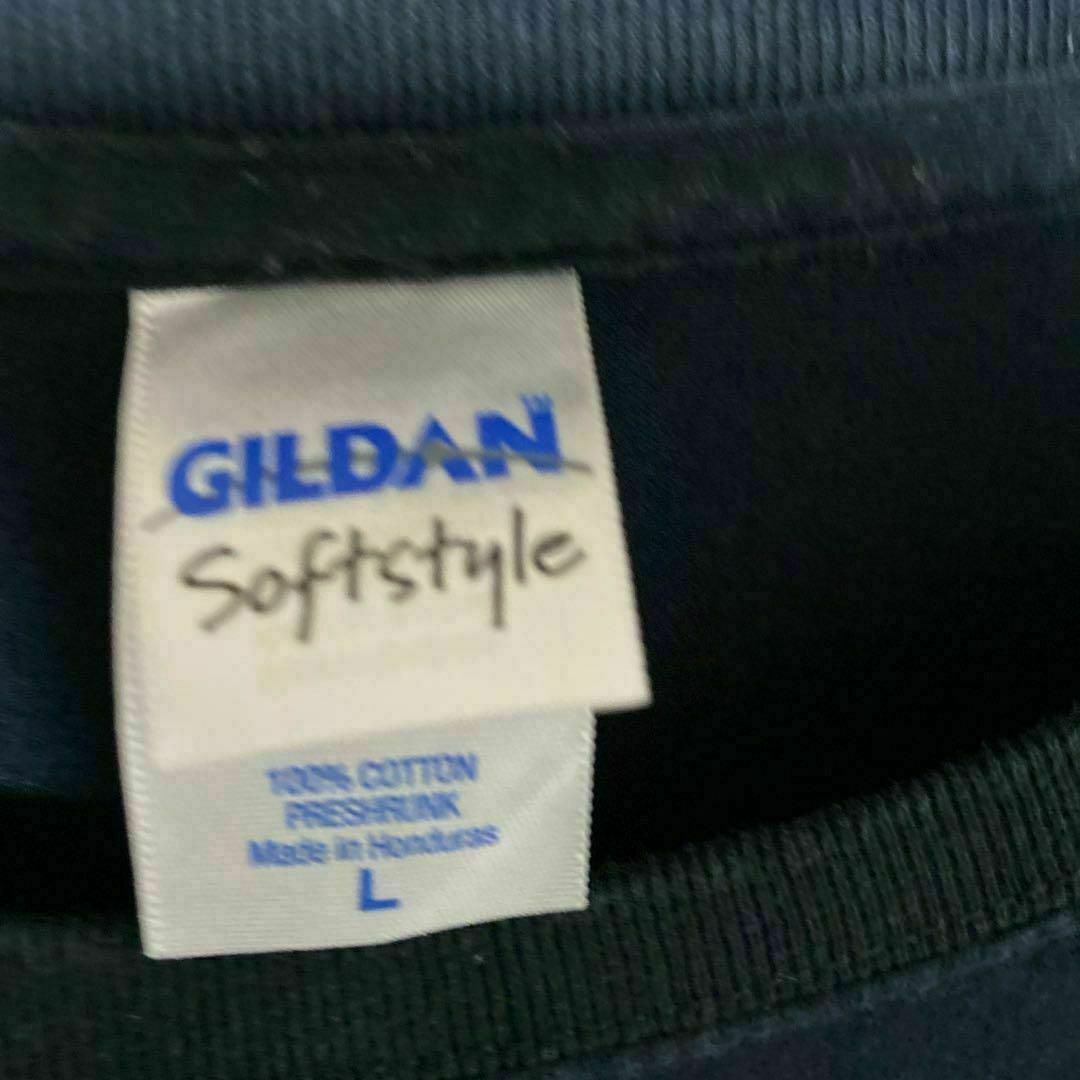 GILDAN
Softstyle
100% COTTON
PRESHRUNK
Made in Honduras
L